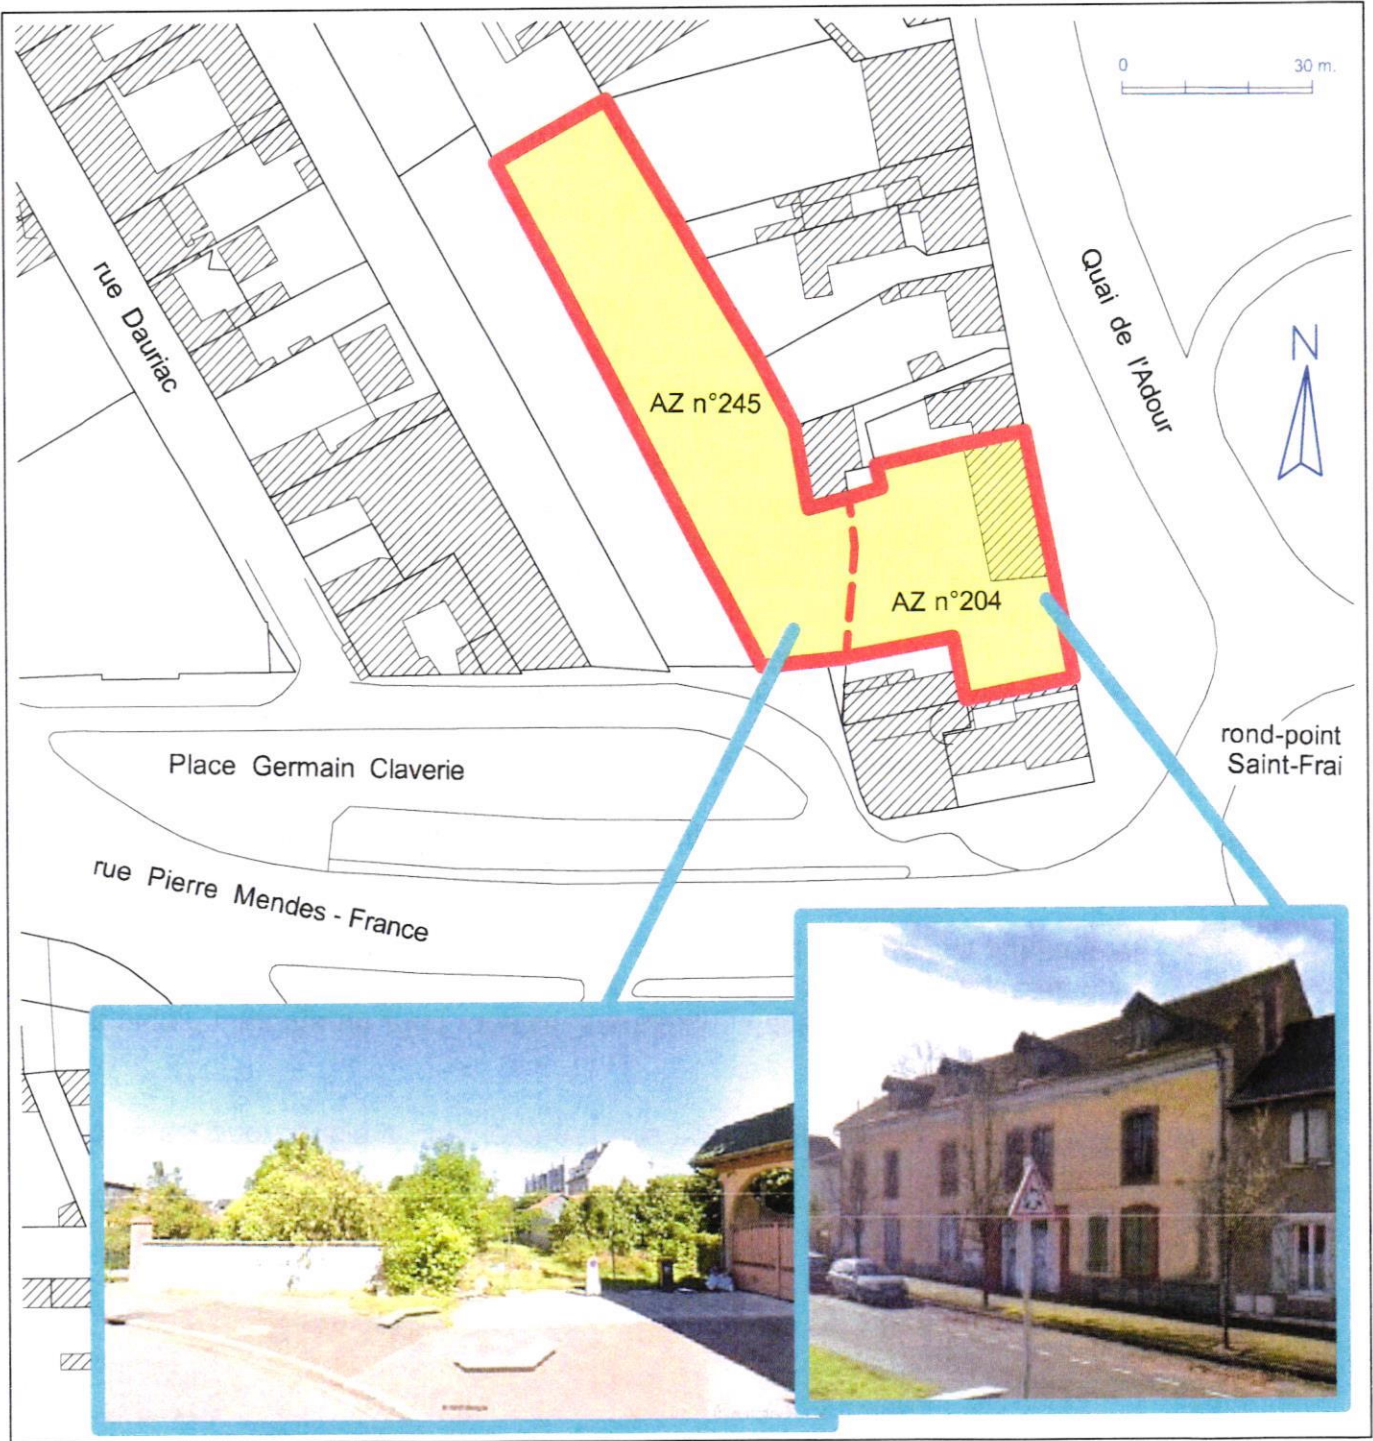 0 30 m.
rue Dauriac
Quai de l'Adour
N
AZ n°245
AZ n°204
rond-point
Saint-Frai
Place Germain Claverie
rue Pierre Mendes - France